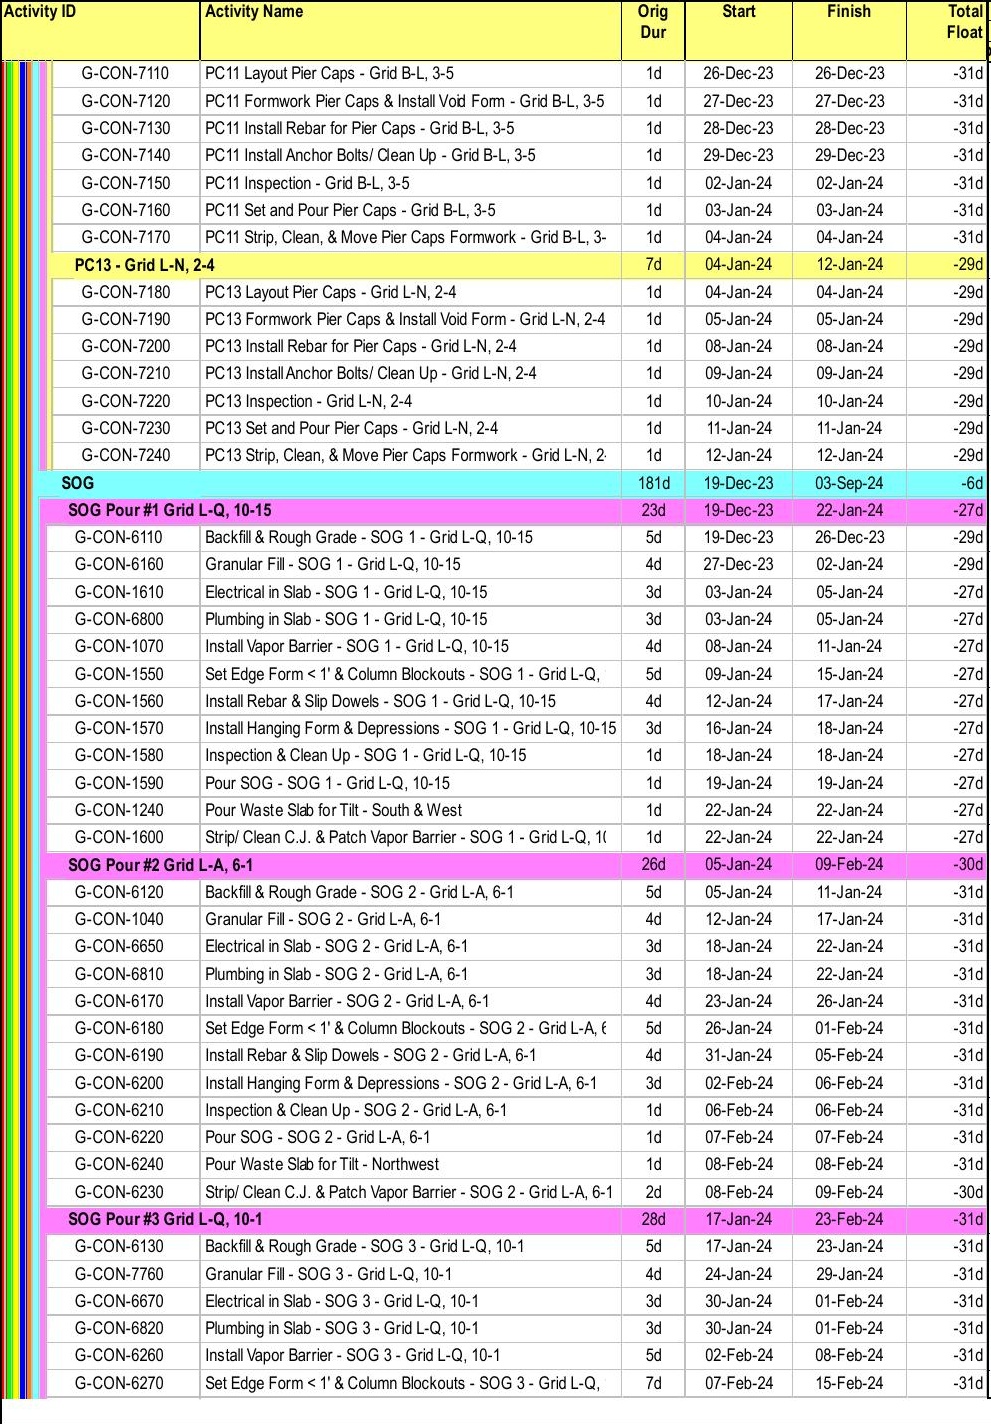 Activity ID Activity Name Orig Dur Start Finish Total Float
G-CON-7110 PC11 Layout Pier Caps - Grid B-L, 3-5 1d 26-Dec-23 26-Dec-23 -31d
G-CON-7120 PC11 Formwork Pier Caps & Install Void Form - Grid B-L, 3-5 1d 27-Dec-23 27-Dec-23 -31d
G-CON-7130 PC11 Install Rebar for Pier Caps - Grid B-L, 3-5 1d 28-Dec-23 28-Dec-23 -31d
G-CON-7140 PC11 Install Anchor Bolts/ Clean Up - Grid B-L, 3-5 1d 29-Dec-23 29-Dec-23 -31d
G-CON-7150 PC11 Inspection - Grid B-L, 3-5 1d 02-Jan-24 02-Jan-24 -31d
G-CON-7160 PC11 Set and Pour Pier Caps - Grid B-L, 3-5 1d 03-Jan-24 03-Jan-24 -31d
G-CON-7170 PC11 Strip, Clean, & Move Pier Caps Formwork - Grid B-L, 3- 1d 04-Jan-24 04-Jan-24 -31d
PC13 - Grid L-N, 2-4 7d 04-Jan-24 12-Jan-24 -29d
G-CON-7180 PC13 Layout Pier Caps - Grid L-N, 2-4 1d 04-Jan-24 04-Jan-24 -29d
G-CON-7190 PC13 Formwork Pier Caps & Install Void Form - Grid L-N, 2-4 1d 05-Jan-24 05-Jan-24 -29d
G-CON-7200 PC13 Install Rebar for Pier Caps - Grid L-N, 2-4 1d 08-Jan-24 08-Jan-24 -29d
G-CON-7210 PC13 Install Anchor Bolts/ Clean Up - Grid L-N, 2-4 1d 09-Jan-24 09-Jan-24 -29d
G-CON-7220 PC13 Inspection - Grid L-N, 2-4 1d 10-Jan-24 10-Jan-24 -29d
G-CON-7230 PC13 Set and Pour Pier Caps - Grid L-N, 2-4 1d 11-Jan-24 11-Jan-24 -29d
G-CON-7240 PC13 Strip, Clean, & Move Pier Caps Formwork - Grid L-N, 2- 1d 12-Jan-24 12-Jan-24 -29d
SOG 181d 19-Dec-23 03-Sep-24 -6d
SOG Pour #1 Grid L-Q, 10-15 23d 19-Dec-23 22-Jan-24 -27d
G-CON-6110 Backfill & Rough Grade - SOG 1 - Grid L-Q, 10-15 5d 19-Dec-23 26-Dec-23 -29d
G-CON-6160 Granular Fill - SOG 1 - Grid L-Q, 10-15 4d 27-Dec-23 02-Jan-24 -29d
G-CON-1610 Electrical in Slab - SOG 1 - Grid L-Q, 10-15 3d 03-Jan-24 05-Jan-24 -27d
G-CON-6800 Plumbing in Slab - SOG 1 - Grid L-Q, 10-15 3d 03-Jan-24 05-Jan-24 -27d
G-CON-1070 Install Vapor Barrier - SOG 1 - Grid L-Q, 10-15 4d 08-Jan-24 11-Jan-24 -27d
G-CON-1550 Set Edge Form < 1' & Column Blockouts - SOG 1 - Grid L-Q, 5d 09-Jan-24 15-Jan-24 -27d
G-CON-1560 Install Rebar & Slip Dowels - SOG 1 - Grid L-Q, 10-15 4d 12-Jan-24 17-Jan-24 -27d
G-CON-1570 Install Hanging Form & Depressions - SOG 1 - Grid L-Q, 10-15 3d 16-Jan-24 18-Jan-24 -27d
G-CON-1580 Inspection & Clean Up - SOG 1 - Grid L-Q, 10-15 1d 18-Jan-24 18-Jan-24 -27d
G-CON-1590 Pour SOG - SOG 1 - Grid L-Q, 10-15 1d 19-Jan-24 19-Jan-24 -27d
G-CON-1240 Pour Waste Slab for Tilt - South & West 1d 22-Jan-24 22-Jan-24 -27d
G-CON-1600 Strip/ Clean C.J. & Patch Vapor Barrier - SOG 1 - Grid L-Q, 1d 22-Jan-24 22-Jan-24 -27d
SOG Pour #2 Grid L-A, 6-1 26d 05-Jan-24 09-Feb-24 -30d
G-CON-6120 Backfill & Rough Grade - SOG 2 - Grid L-A, 6-1 5d 05-Jan-24 11-Jan-24 -31d
G-CON-1040 Granular Fill - SOG 2 - Grid L-A, 6-1 4d 12-Jan-24 17-Jan-24 -31d
G-CON-6650 Electrical in Slab - SOG 2 - Grid L-A, 6-1 3d 18-Jan-24 22-Jan-24 -31d
G-CON-6810 Plumbing in Slab - SOG 2 - Grid L-A, 6-1 3d 18-Jan-24 22-Jan-24 -31d
G-CON-6170 Install Vapor Barrier - SOG 2 - Grid L-A, 6-1 4d 23-Jan-24 26-Jan-24 -31d
G-CON-6180 Set Edge Form < 1' & Column Blockouts - SOG 2 - Grid L-A, 5d 26-Jan-24 01-Feb-24 -31d
G-CON-6190 Install Rebar & Slip Dowels - SOG 2 - Grid L-A, 6-1 4d 31-Jan-24 05-Feb-24 -31d
G-CON-6200 Install Hanging Form & Depressions - SOG 2 - Grid L-A, 6-1 3d 02-Feb-24 06-Feb-24 -31d
G-CON-6210 Inspection & Clean Up - SOG 2 - Grid L-A, 6-1 1d 06-Feb-24 06-Feb-24 -31d
G-CON-6220 Pour SOG - SOG 2 - Grid L-A, 6-1 1d 07-Feb-24 07-Feb-24 -31d
G-CON-6240 Pour Waste Slab for Tilt - Northwest 1d 08-Feb-24 08-Feb-24 -31d
G-CON-6230 Strip/ Clean C.J. & Patch Vapor Barrier - SOG 2 - Grid L-A, 6-1 2d 08-Feb-24 09-Feb-24 -30d
SOG Pour #3 Grid L-Q, 10-1 28d 17-Jan-24 23-Feb-24 -31d
G-CON-6130 Backfill & Rough Grade - SOG 3 - Grid L-Q, 10-1 5d 17-Jan-24 23-Jan-24 -31d
G-CON-7760 Granular Fill - SOG 3 - Grid L-Q, 10-1 4d 24-Jan-24 29-Jan-24 -31d
G-CON-6670 Electrical in Slab - SOG 3 - Grid L-Q, 10-1 3d 30-Jan-24 01-Feb-24 -31d
G-CON-6820 Plumbing in Slab - SOG 3 - Grid L-Q, 10-1 3d 30-Jan-24 01-Feb-24 -31d
G-CON-6260 Install Vapor Barrier - SOG 3 - Grid L-Q, 10-1 5d 02-Feb-24 08-Feb-24 -31d
G-CON-6270 Set Edge Form < 1' & Column Blockouts - SOG 3 - Grid L-Q, 7d 07-Feb-24 15-Feb-24 -31d